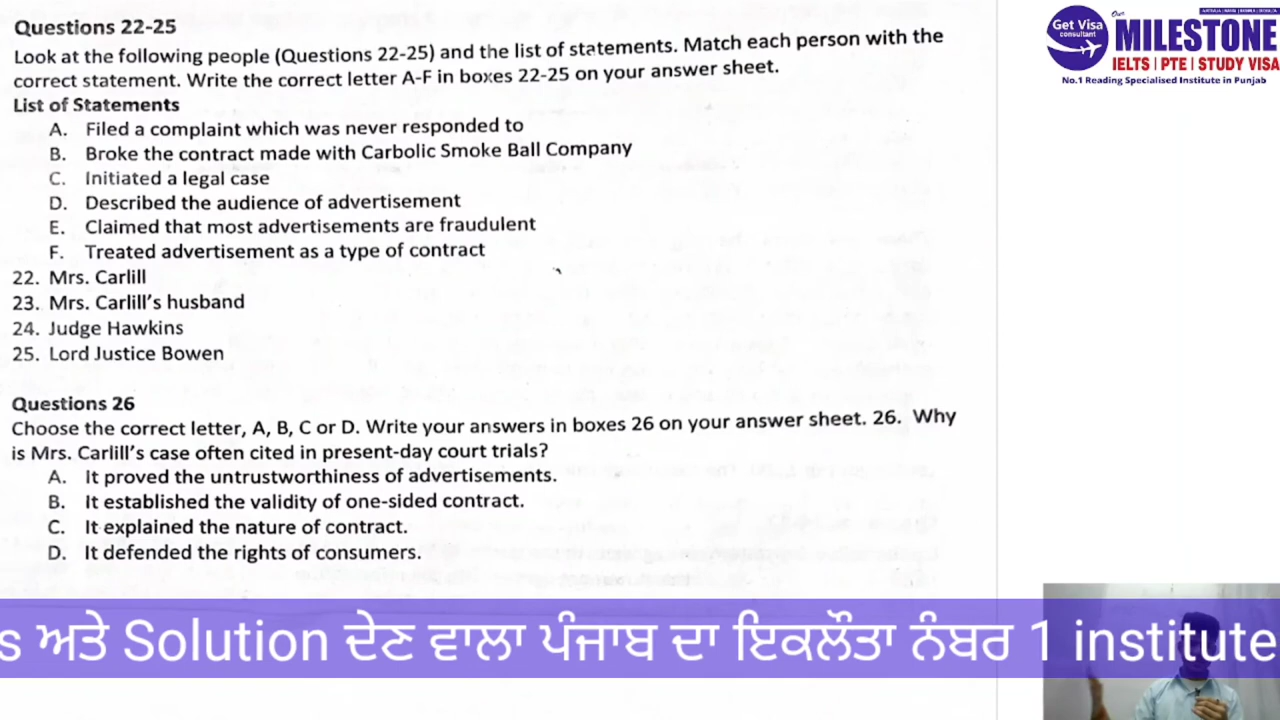 Questions 22-25
Look at the following people (Questions 22-25) and the list of statements. Match each person with the
correct statement. Write the correct letter A-F in boxes 22-25 on your answer sheet.
List of Statements
A. Filed a complaint which was never responded to
B. Broke the contract made with Carbolic Smoke Ball Company
C. Initiated a legal case
D. Described the audience of advertisement
E. Claimed that most advertisements are fraudulent
F. Treated advertisement as a type of contract
22. Mrs. Carlill
23. Mrs. Carlill's husband
24. Judge Hawkins
25. Lord Justice Bowen
Questions 26
Choose the correct letter, A, B, C or D. Write your answers in boxes 26 on your answer sheet. 26. Why
is Mrs. Carlill's case often cited in present-day court trials?
A. It proved the untrustworthiness of advertisements.
B. It established the validity of one-sided contract.
C. It explained the nature of contract.
D. It defended the rights of consumers.
Get Visa
consultant
Our
MILESTONE
IELTS | PTE | STUDY VISA
No.1 Reading Specialised Institute in Punjab
s ਅਤੇ Solution ਦੇਣ ਵਾਲਾ ਪੰਜਾਬ ਦਾ ਇਕਲੌਤਾ ਨੰਬਰ 1 institute